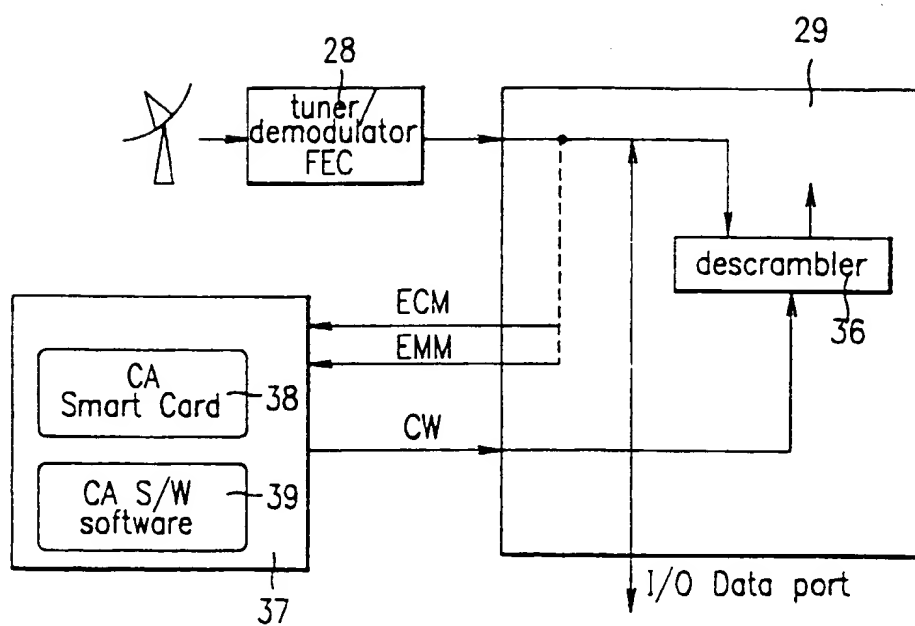 28
29
tuner/
demodulator
FEC
descrambler
36
ECM
EMM
CA
Smart Card
38
CW
CA S/W
software
39
37
I/O Data port